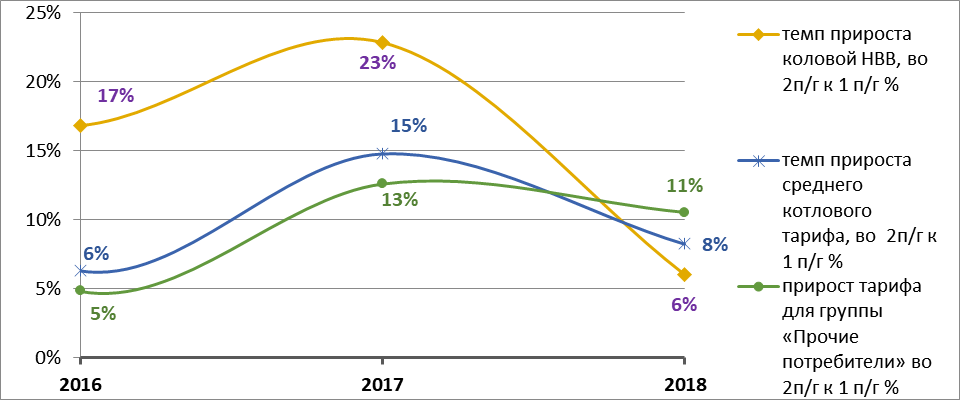 25%
20%
15%
10%
5%
0%
17%
23%
6%
6%
15%
8%
5%
13%
11%
2016
2017
2018
темп прироста
коловой НВВ, во
2п/г к 1 п/г %
темп прироста
среднего
котлового
тарифа, во 2п/г к
1 п/г %
прирост тарифа
для группы
«Прочие
потребители» во
2п/г к 1 п/г %